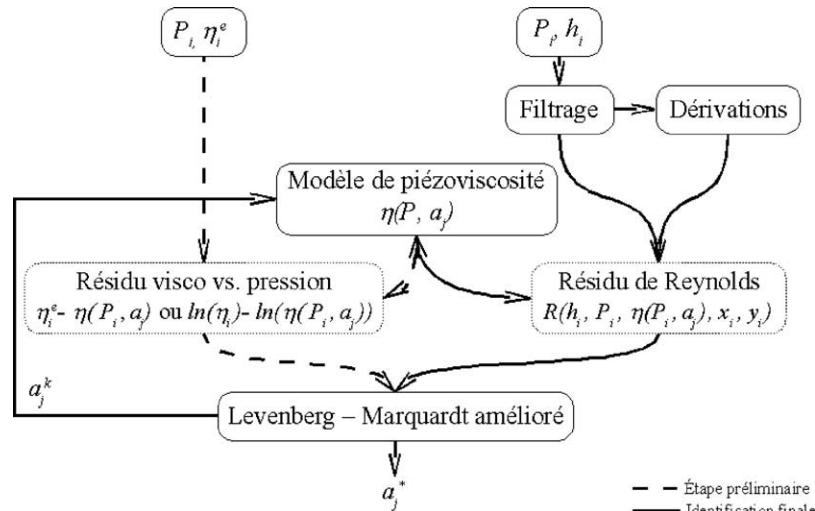 P_i, η_i^e
P_i, h_i
Filtrage
Dérivations
Modèle de piézoviscosité
η(P, a_j)
Résidu visco vs. pression
η_i^e - η(P_i, a_j) ou ln(η_i) - ln(η(P_i, a_j))
Résidu de Reynolds
R(h_i, P_i, η(P_i, a_j), x_i, y_i)
a_j^k
Levenberg – Marquardt amélioré
a_j^*
Étape préliminaire
Identification finale